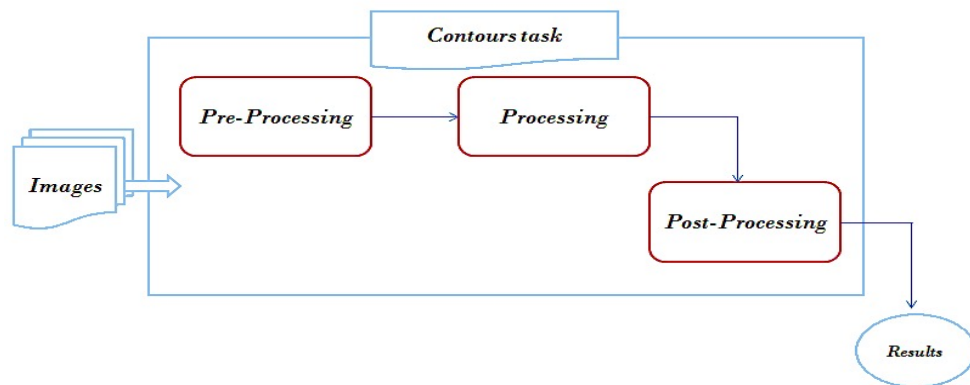 Contours task
Pre-Processing
Processing
Images
Post-Processing
Results